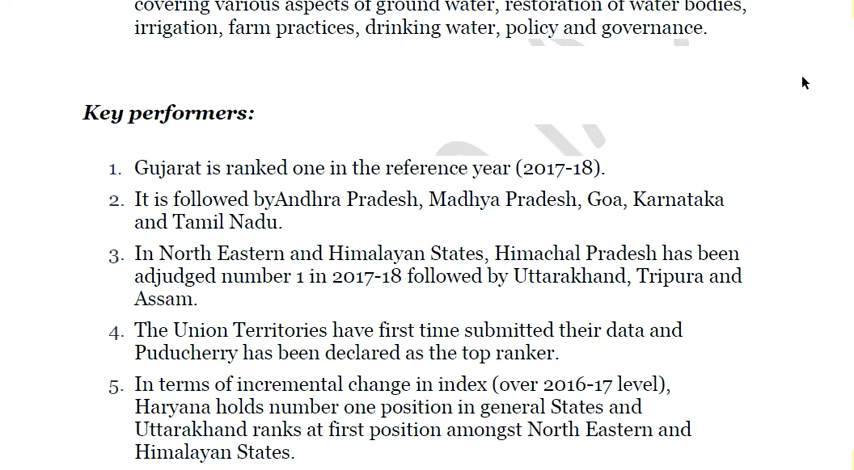 covering various aspects of ground water, restoration of water bodies,
irrigation, farm practices, drinking water, policy and governance.
Key performers:
1. Gujarat is ranked one in the reference year (2017-18).
2. It is followed byAndhra Pradesh, Madhya Pradesh, Goa, Karnataka
and Tamil Nadu.
3. In North Eastern and Himalayan States, Himachal Pradesh has been
adjudged number 1 in 2017-18 followed by Uttarakhand, Tripura and
Assam.
4. The Union Territories have first time submitted their data and
Puducherry has been declared as the top ranker.
5. In terms of incremental change in index (over 2016-17 level),
Haryana holds number one position in general States and
Uttarakhand ranks at first position amongst North Eastern and
Himalayan States.